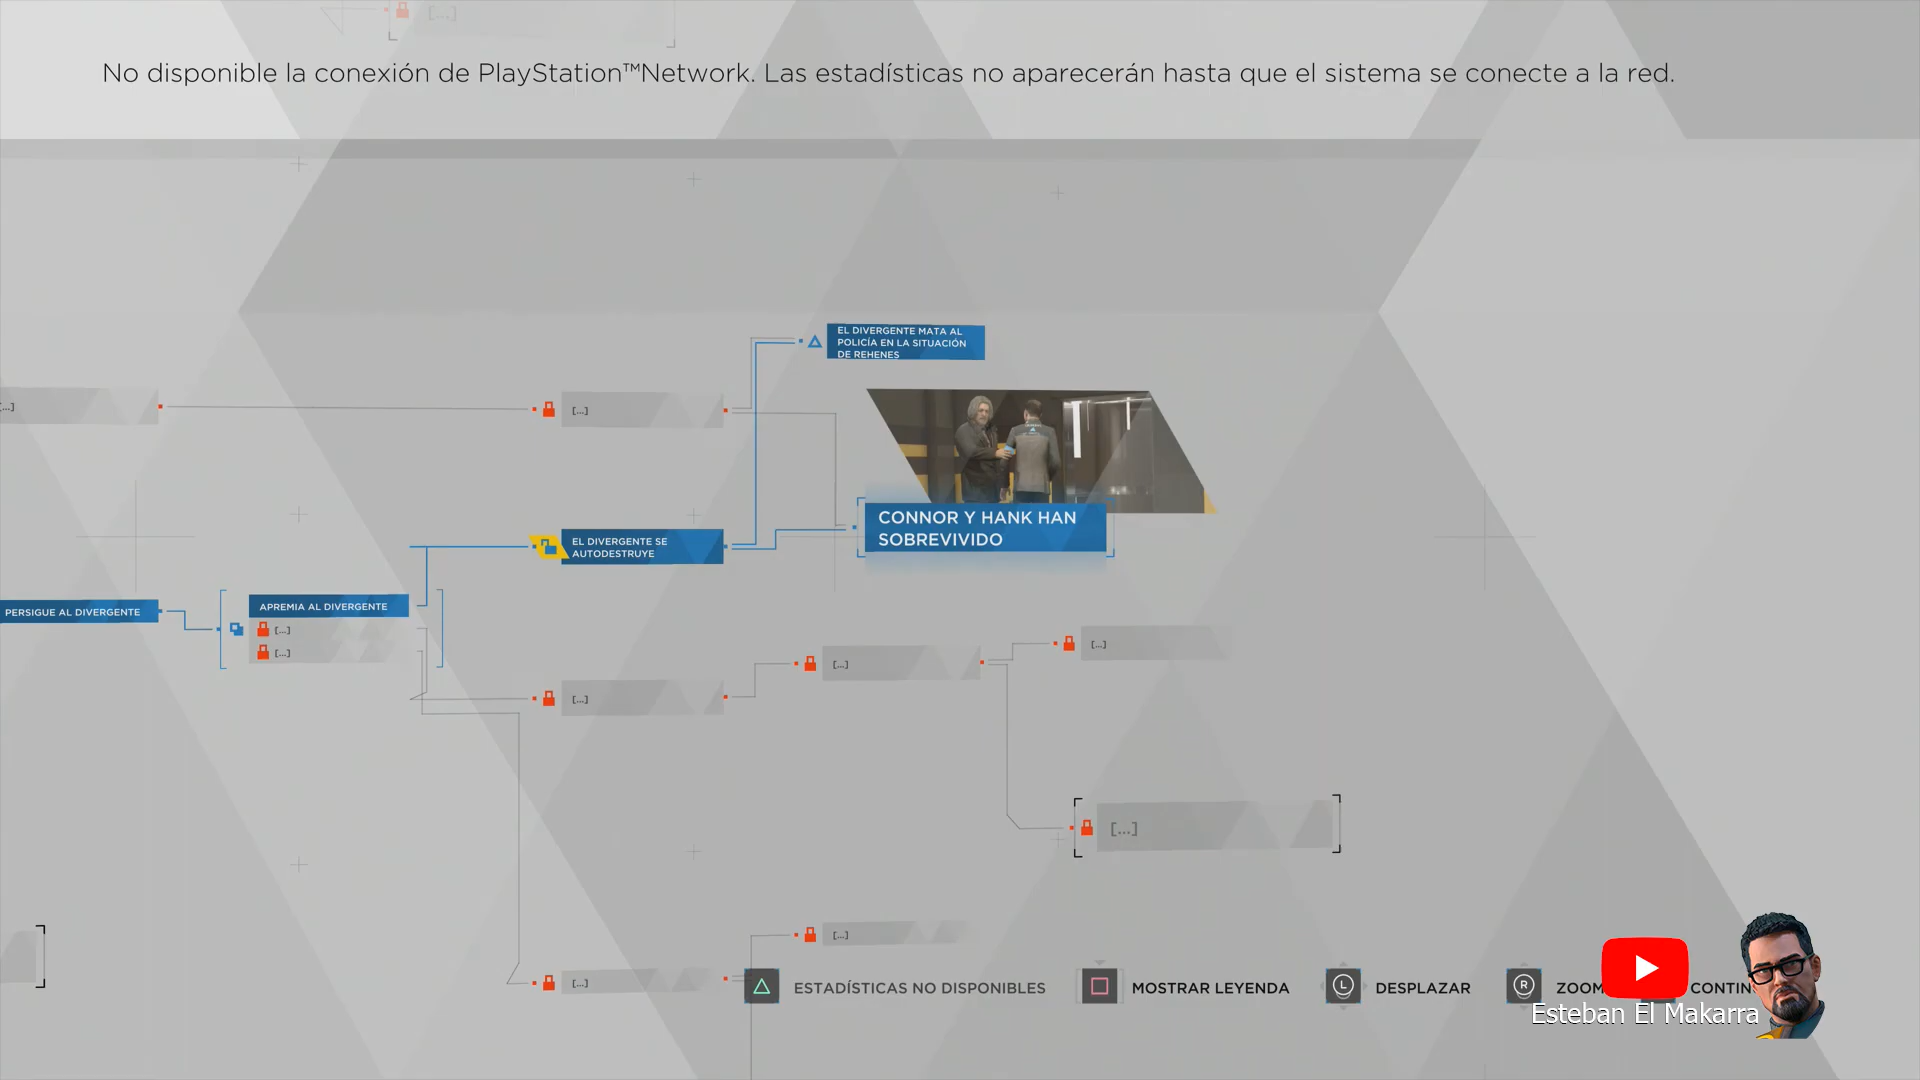 [...]
No disponible la conexión de PlayStation™Network. Las estadísticas no aparecerán hasta que el sistema se conecte a la red.
EL DIVERGENTE MATA AL
POLICÍA EN LA SITUACIÓN
DE REHENES
[...]
[...]
CONNOR Y HANK HAN
SOBREVIVIDO
EL DIVERGENTE SE
AUTODESTRUYE
PERSIGUE AL DIVERGENTE
APREMIA AL DIVERGENTE
[...]
[...]
[...]
[...]
[...]
[...]
[...]
[...]
ESTADÍSTICAS NO DISPONIBLES
MOSTRAR LEYENDA
L
DESPLAZAR
R
ZOOM
CONTIN
Esteban El Makarra